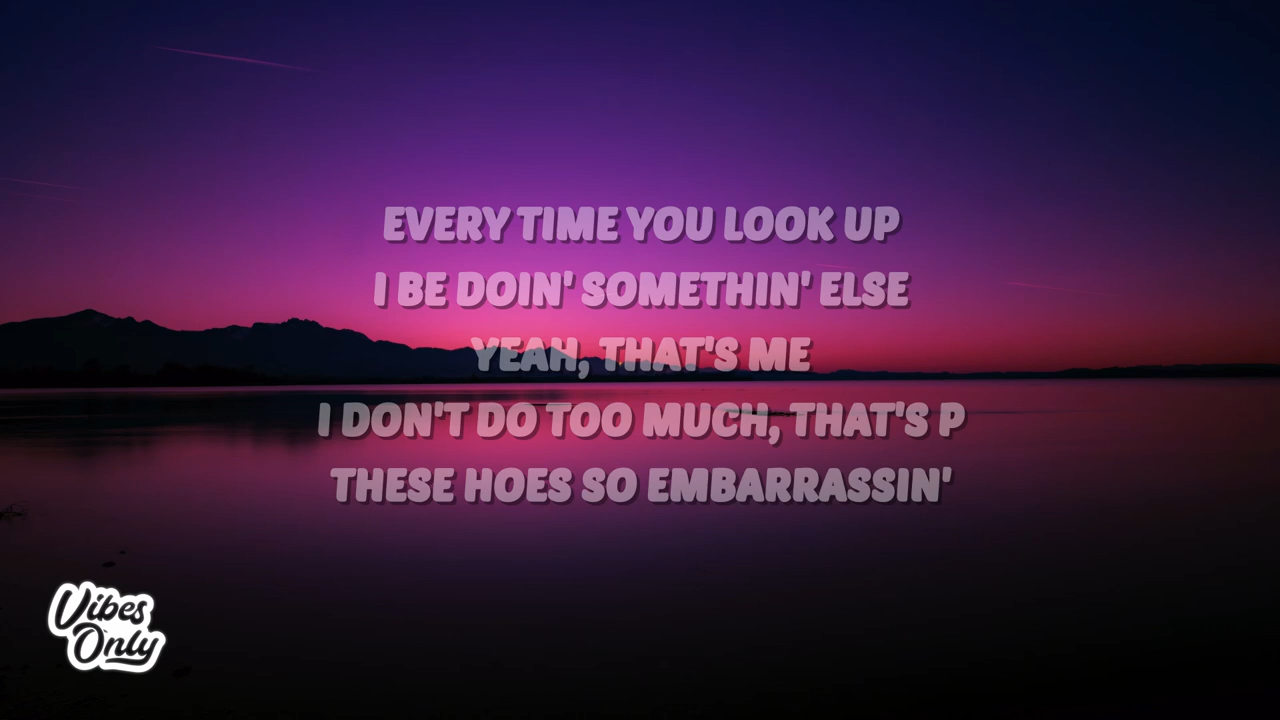 EVERY TIME YOU LOOK UP
I BE DOIN' SOMETHIN' ELSE
YEAH, THAT'S ME
I DON'T DO TOO MUCH, THAT'S P
THESE HOES SO EMBARRASSIN'
Vibes
Only